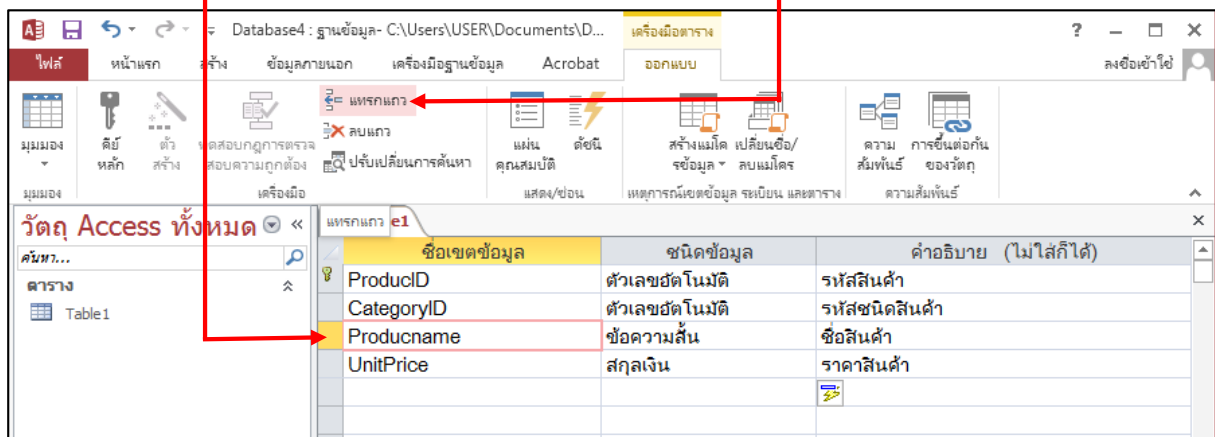 Database4 : ฐานข้อมูล- C:\Users\USER\Documents\D... เครื่องมือตาราง ?
ไฟล์ หน้าแรก สร้าง ข้อมูลภายนอก เครื่องมือฐานข้อมูล Acrobat ออกแบบ ลงชื่อเข้าใช้
แทรกแถว
ลบแถว
ปรับเปลี่ยนการค้นหา
มุมมอง คีย์ ตัว ทดสอบกฎการตรวจ แผ่น ดัชนี สร้างแมโค เปลี่ยนชื่อ/ ความ การขึ้นต่อกัน
หลัก สร้าง สอบความถูกต้อง คุณสมบัติ รข้อมูล ลบแมโคร สัมพันธ์ ของวัตถุ
มุมมอง เครื่องมือ แสดง/ซ่อน เหตุการณ์เขตข้อมูล ระเบียน และตาราง ความสัมพันธ์
วัตถุ Access ทั้งหมด « แทรกแถว e1
ค้นหา... ชื่อเขตข้อมูล ชนิดข้อมูล คำอธิบาย (ไม่ใส่ก็ได้)
ตาราง ProducID ตัวเลขอัตโนมัติ รหัสสินค้า
Table1 CategoryID ตัวเลขอัตโนมัติ รหัสชนิดสินค้า
Producname ข้อความสั้น ชื่อสินค้า
UnitPrice สกุลเงิน ราคาสินค้า